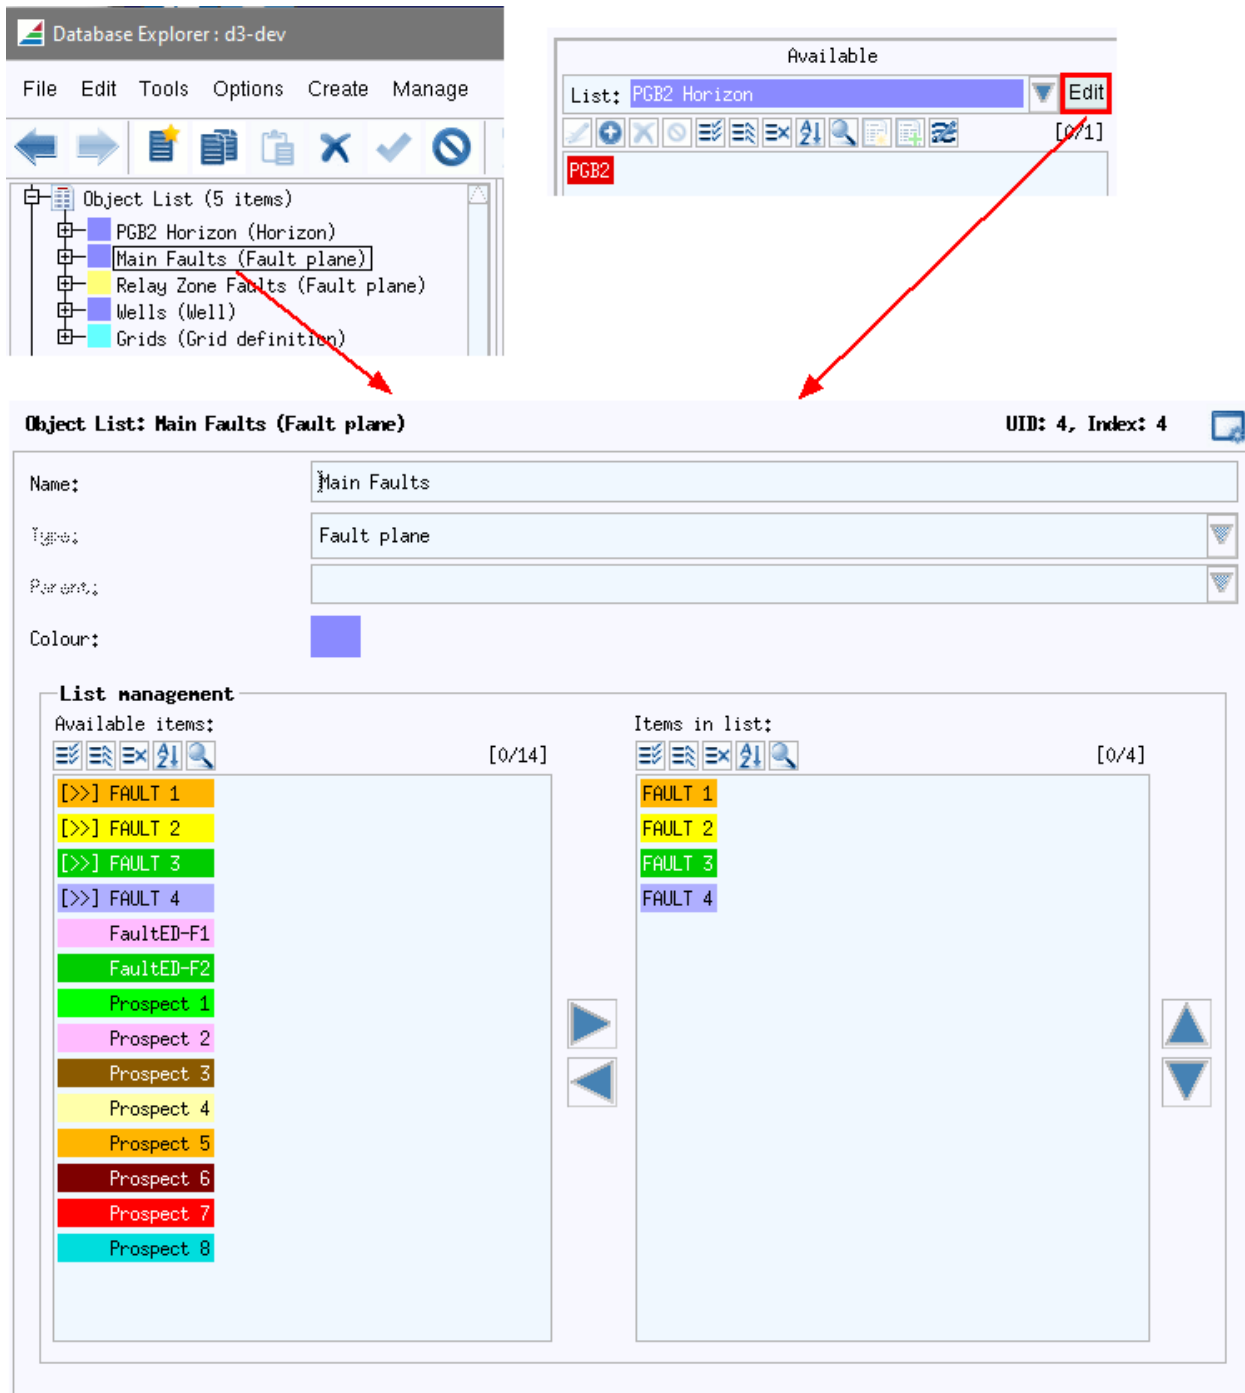 Database Explorer : d3-dev
File Edit Tools Options Create Manage
Object List (5 items)
PGB2 Horizon (Horizon)
Main Faults (Fault plane)
Relay Zone Faults (Fault plane)
Wells (Well)
Grids (Grid definition)
Available
List: PGB2 Horizon Edit
[0/1]
PGB2
Object List: Main Faults (Fault plane) UID: 4, Index: 4
Name: Main Faults
Type: Fault plane
Parent:
Colour:
List management
Available items:
[0/14]
[>>] FAULT 1
[>>] FAULT 2
[>>] FAULT 3
[>>] FAULT 4
FaultED-F1
FaultED-F2
Prospect 1
Prospect 2
Prospect 3
Prospect 4
Prospect 5
Prospect 6
Prospect 7
Prospect 8
Items in list:
[0/4]
FAULT 1
FAULT 2
FAULT 3
FAULT 4